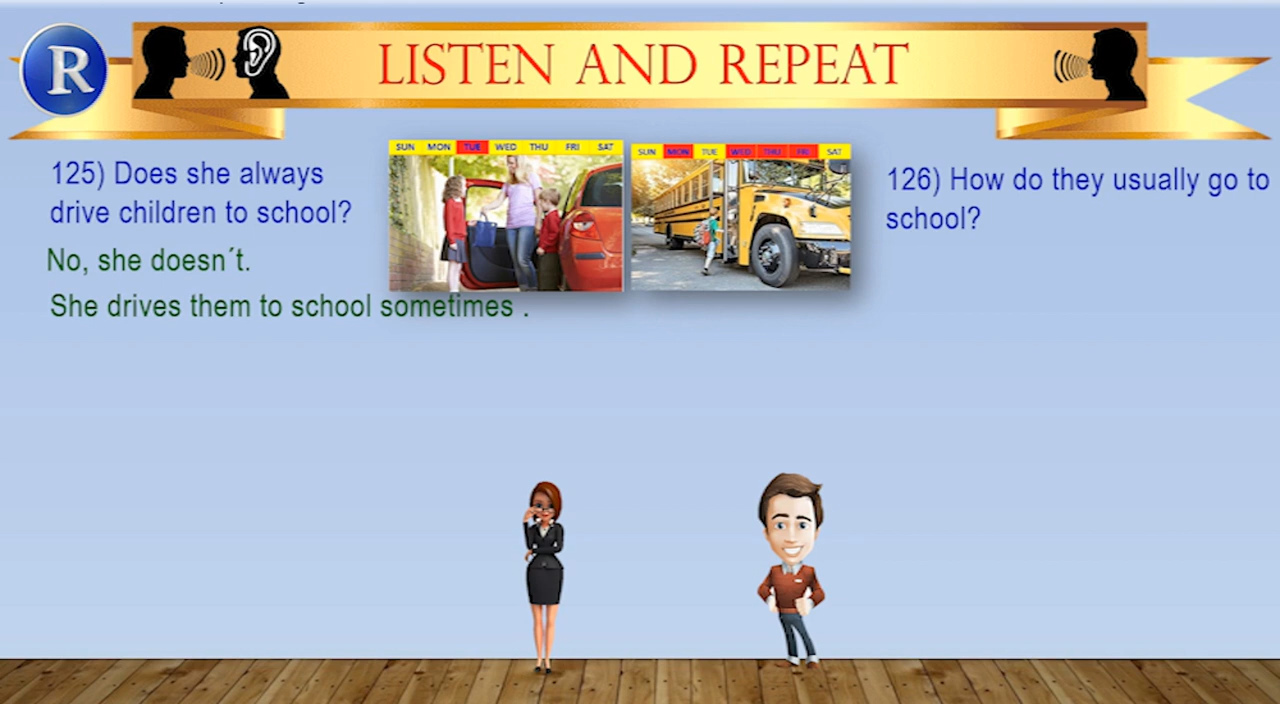 R
LISTEN AND REPEAT
125) Does she always
drive children to school?
No, she doesn´t.
She drives them to school sometimes .
SUN MON TUE WED THU FRI SAT
SUN MON TUE WED THU FRI SAT
126) How do they usually go to
school?